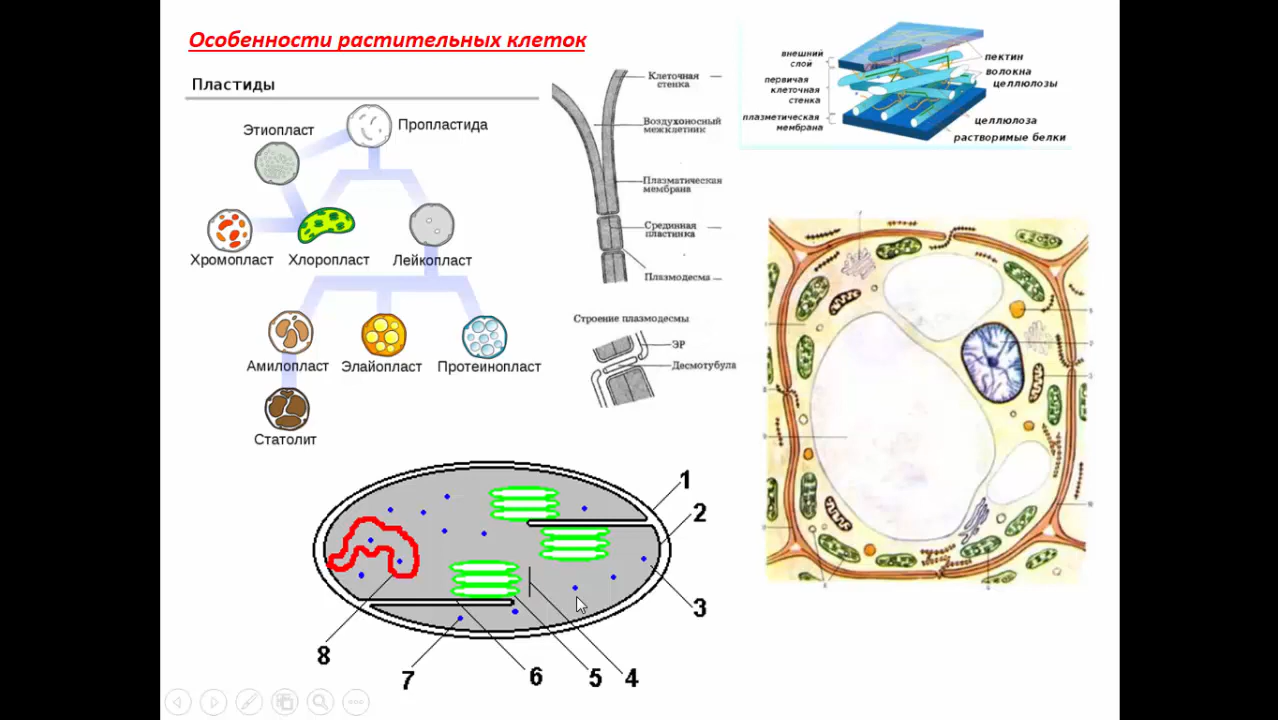 Особенности растительных клеток
Пластиды
Этиопласт
Пропластида
Хромопласт
Хлоропласт
Лейкопласт
Амилопласт
Элайопласт
Протеинопласт
Статолит
Клеточная
стенка
Воздухоносный
межклетник
Плазматическая
мембрана
Срединная
пластинка
Плазмодесма
Строение плазмодесмы
ЭР
Десмотубула
внешний
слой
первичая
клеточная
стенка
плазметическая
мембрана
пектин
волокна
целлюлозы
целлюлоза
растворимые белки
1
2
3
4
5
6
7
8